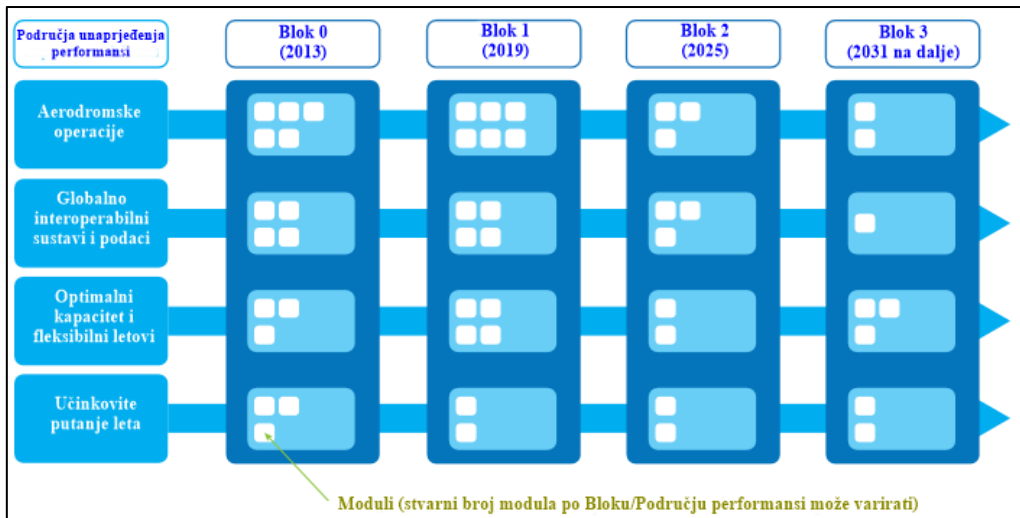 Područja unaprjeđenja
performansi
Blok 0
(2013)
Blok 1
(2019)
Blok 2
(2025)
Blok 3
(2031 na dalje)
Aerodromske
operacije
Globalno
interoperabilni
sustavi i podaci
Optimalni
kapacitet i
fleksibilni letovi
Učinkovite
putanje leta
Moduli (stvarni broj modula po Bloku/Području performansi može varirati)